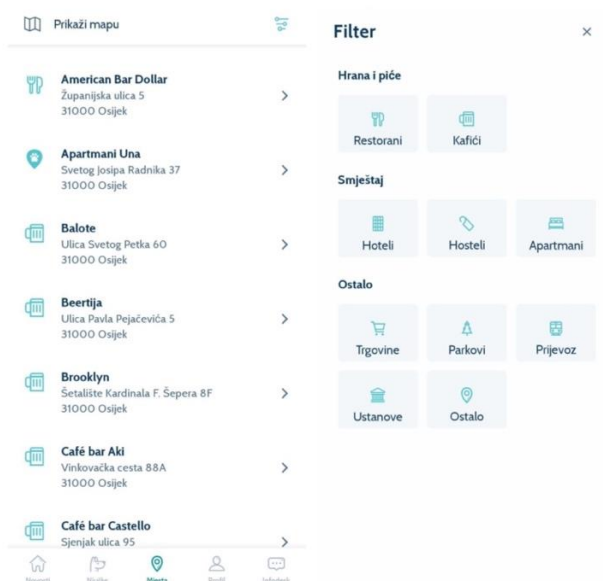 Prikaži mapu
American Bar Dollar
Županijska ulica 5
31000 Osijek
Apartmani Una
Svetog Josipa Radnika 37
31000 Osijek
Balote
Ulica Svetog Petka 60
31000 Osijek
Beertija
Ulica Pavla Pejačevića 5
31000 Osijek
Brooklyn
Šetalište Kardinala F. Šepera 8F
31000 Osijek
Café bar Aki
Vinkovačka cesta 88A
31000 Osijek
Café bar Castello
Sjenjak ulica 95
Mjesta
Filter
Hrana i piće
Restorani Kafići
Smještaj
Hoteli Hosteli Apartmani
Ostalo
Trgovine Parkovi Prijevoz
Ustanove Ostalo